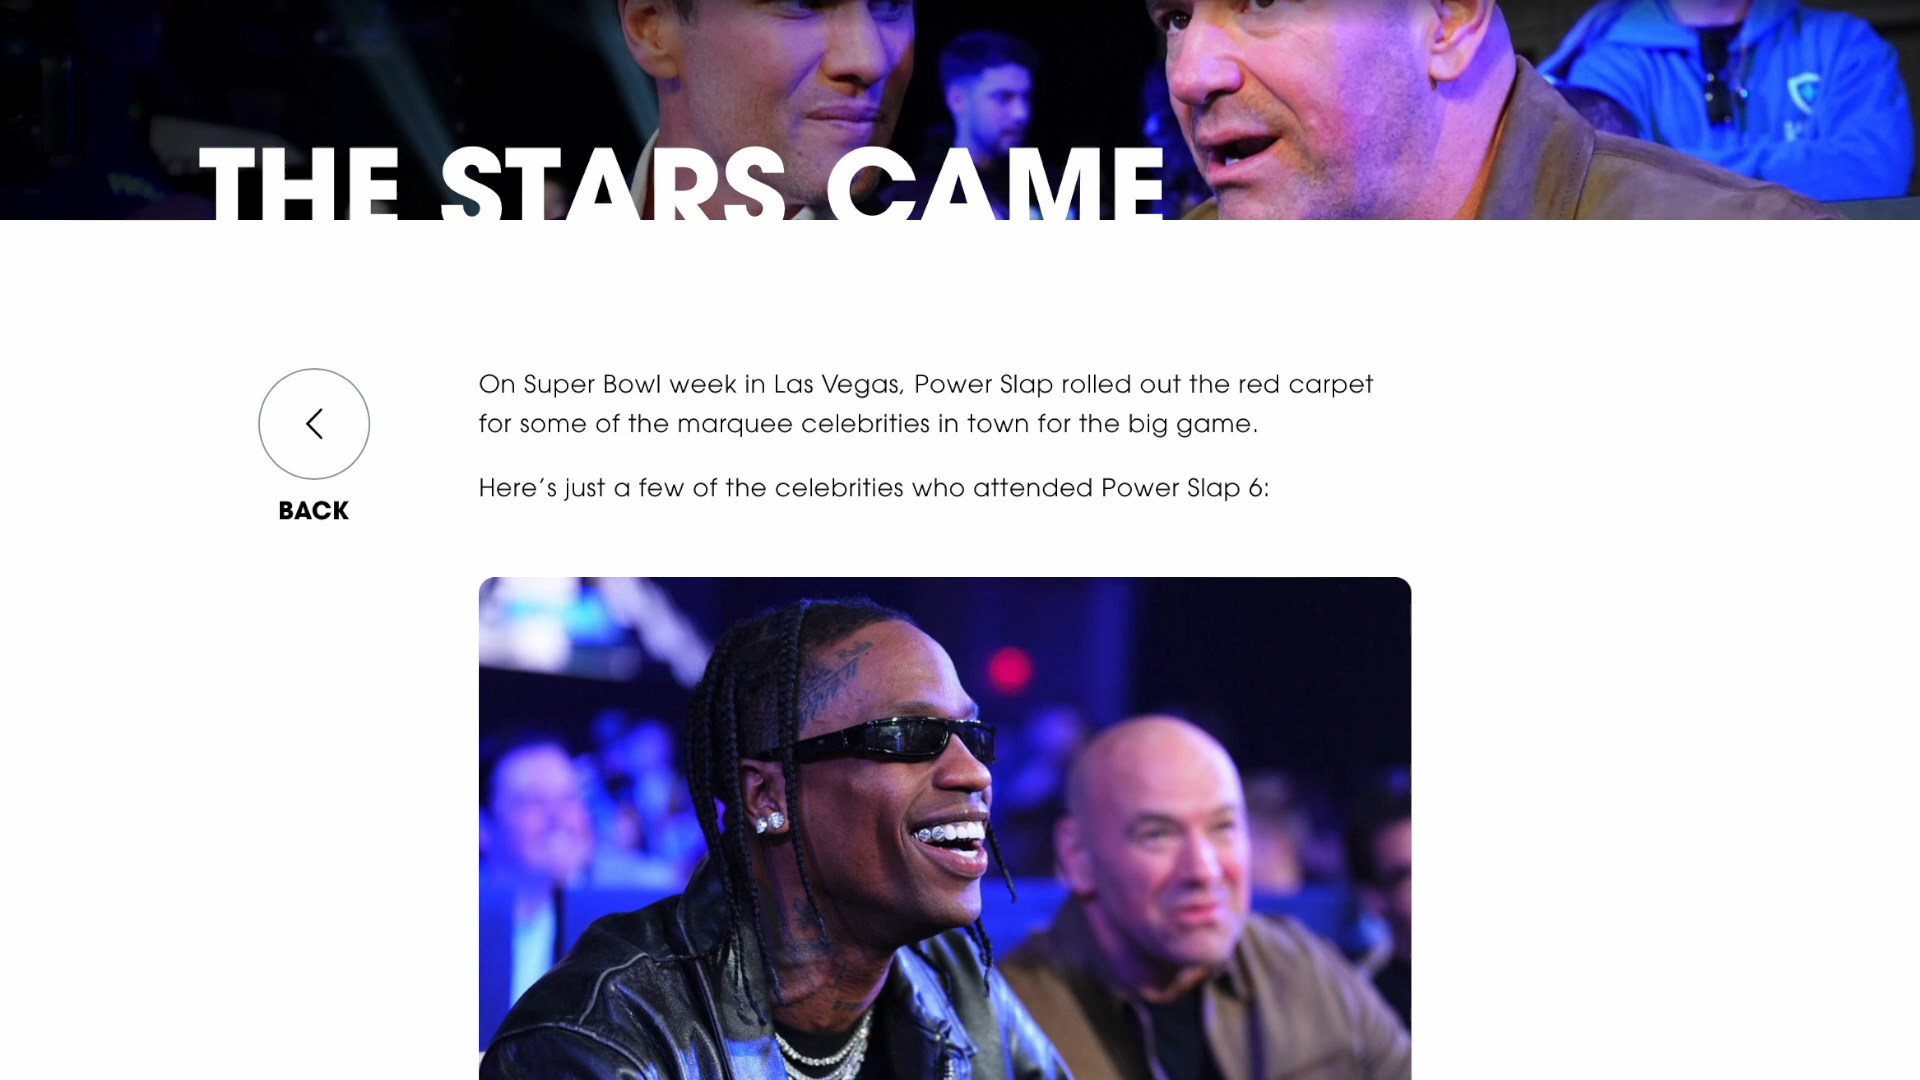 THE STARS CAME
On Super Bowl week in Las Vegas, Power Slap rolled out the red carpet
for some of the marquee celebrities in town for the big game.
Here’s just a few of the celebrities who attended Power Slap 6:
BACK